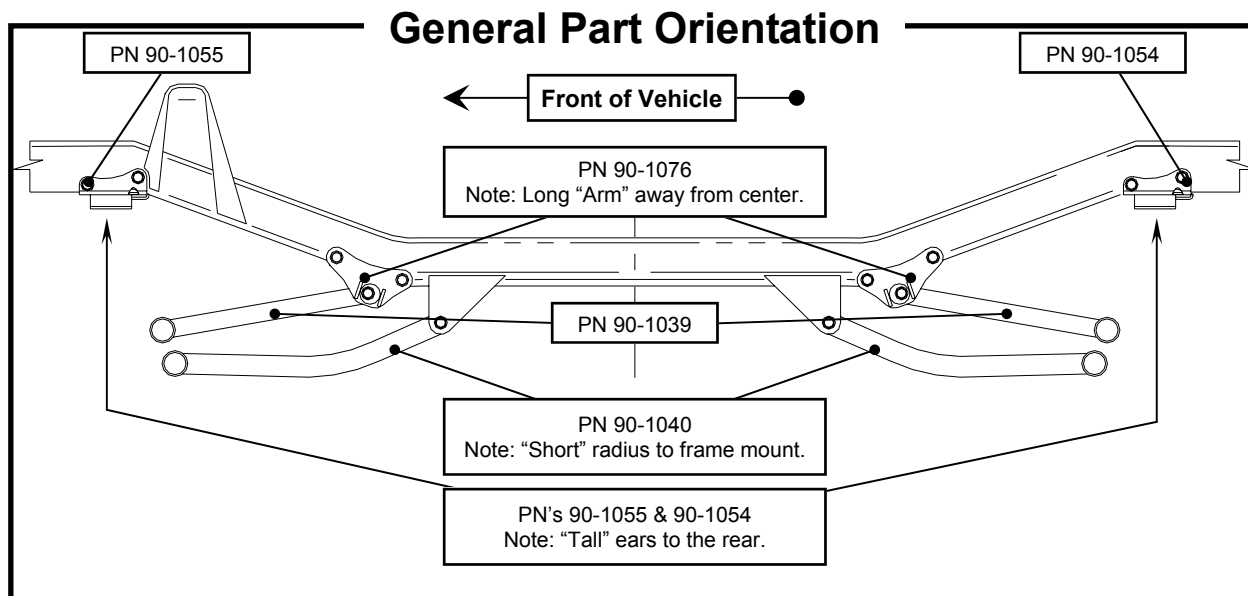 General Part Orientation
PN 90-1055
PN 90-1054
Front of Vehicle
PN 90-1076
Note: Long “Arm” away from center.
PN 90-1039
PN 90-1040
Note: “Short” radius to frame mount.
PN’s 90-1055 & 90-1054
Note: “Tall” ears to the rear.